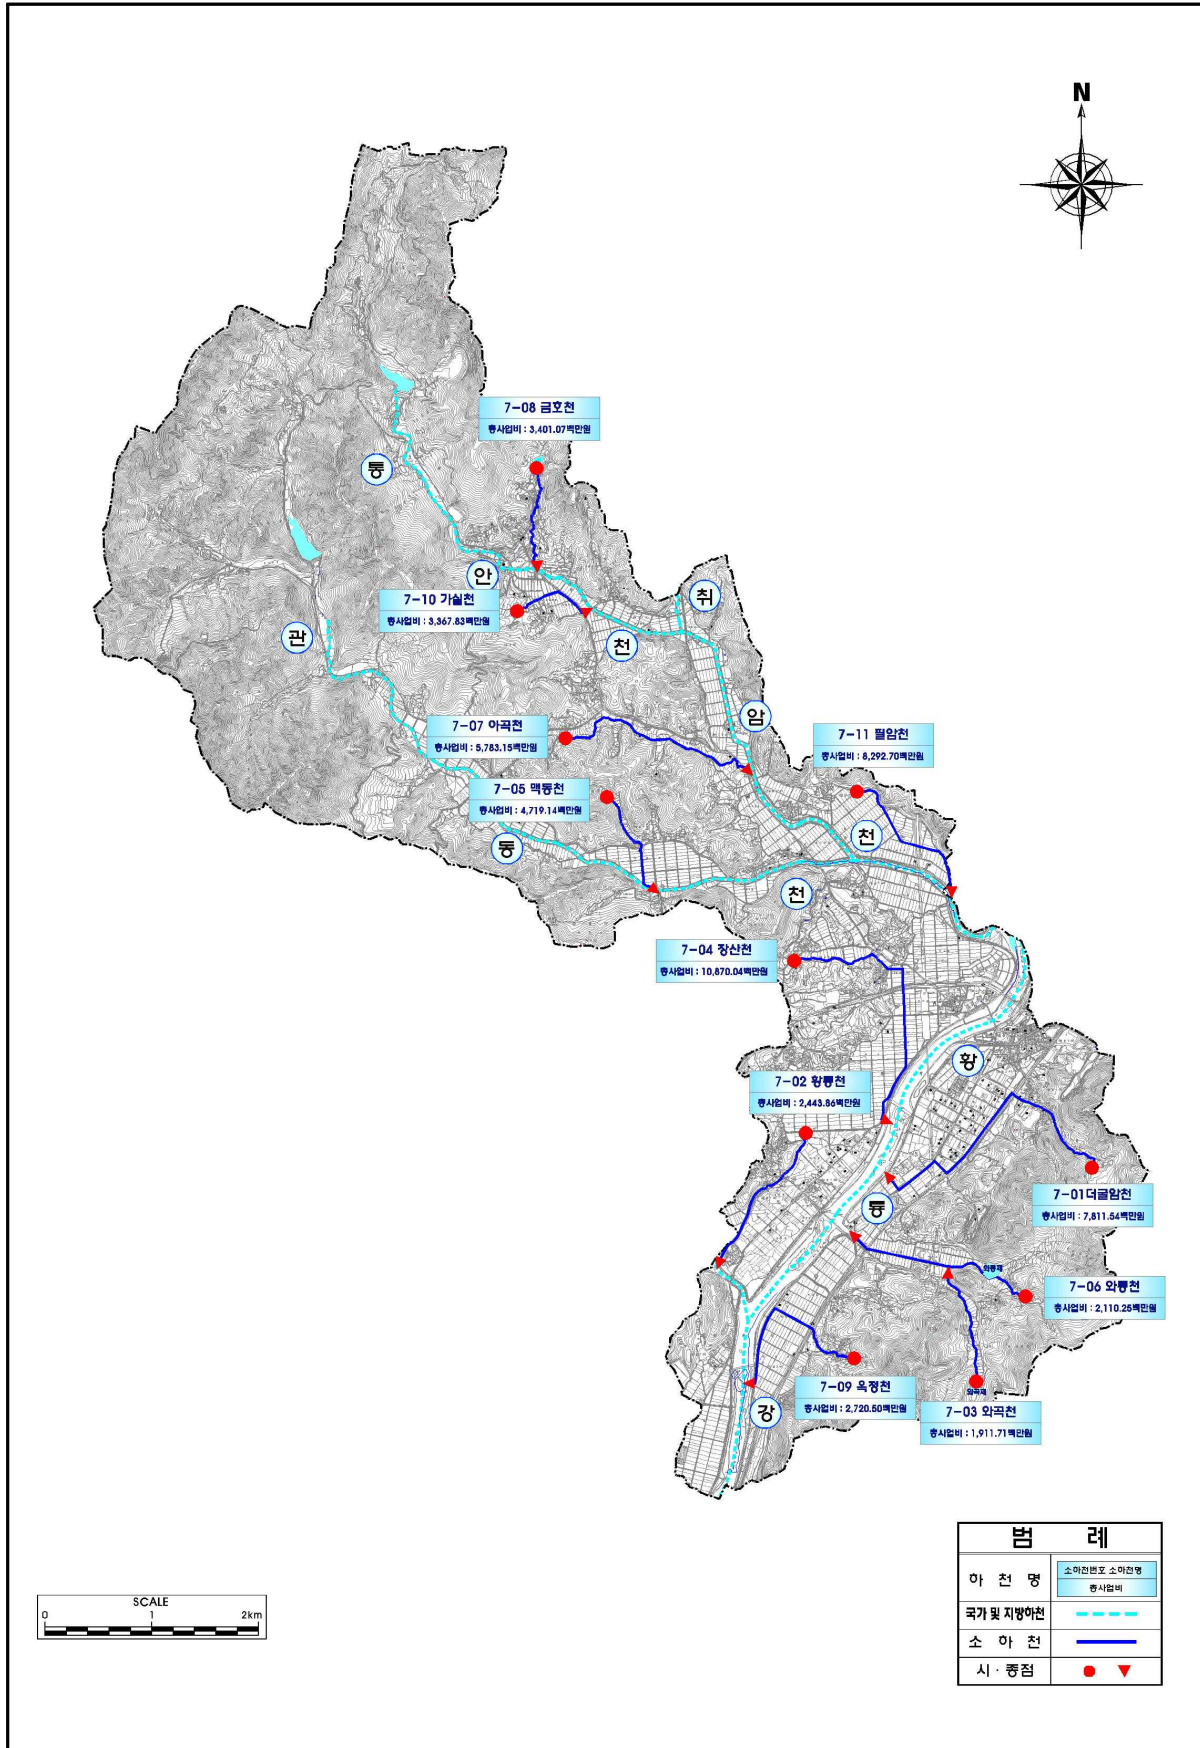 N
7-08 금호천
총사업비 : 3,401.07백만원
통
안
취
7-10 가실천
총사업비 : 3,367.83백만원
관
천
암
7-07 아곡천
총사업비 : 5,783.15백만원
7-11 필암천
총사업비 : 8,292.70백만원
7-05 맥동천
총사업비 : 4,719.14백만원
동
천
천
7-04 장산천
총사업비 : 10,870.04백만원
황
7-02 황룡천
총사업비 : 2,443.86백만원
7-01더굴암천
총사업비 : 7,811.54백만원
룡
와룡제
7-06 와룡천
총사업비 : 2,110.25백만원
7-09 옥정천
총사업비 : 2,720.50백만원
와곡제
7-03 와곡천
총사업비 : 1,911.71백만원
강
범 례
하 천 명
소하천번호 소하천명
총사업비
국가 및 지방하천
소 하 천
시 · 종점
SCALE
0 1 2km